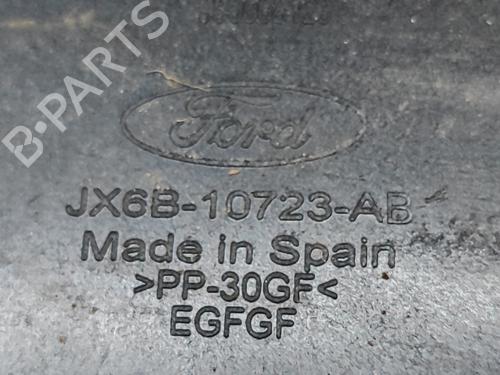 B-PARTS
Ford
JX6B-10723-AB
Made in Spain
>PP-30GF<
EGFGF